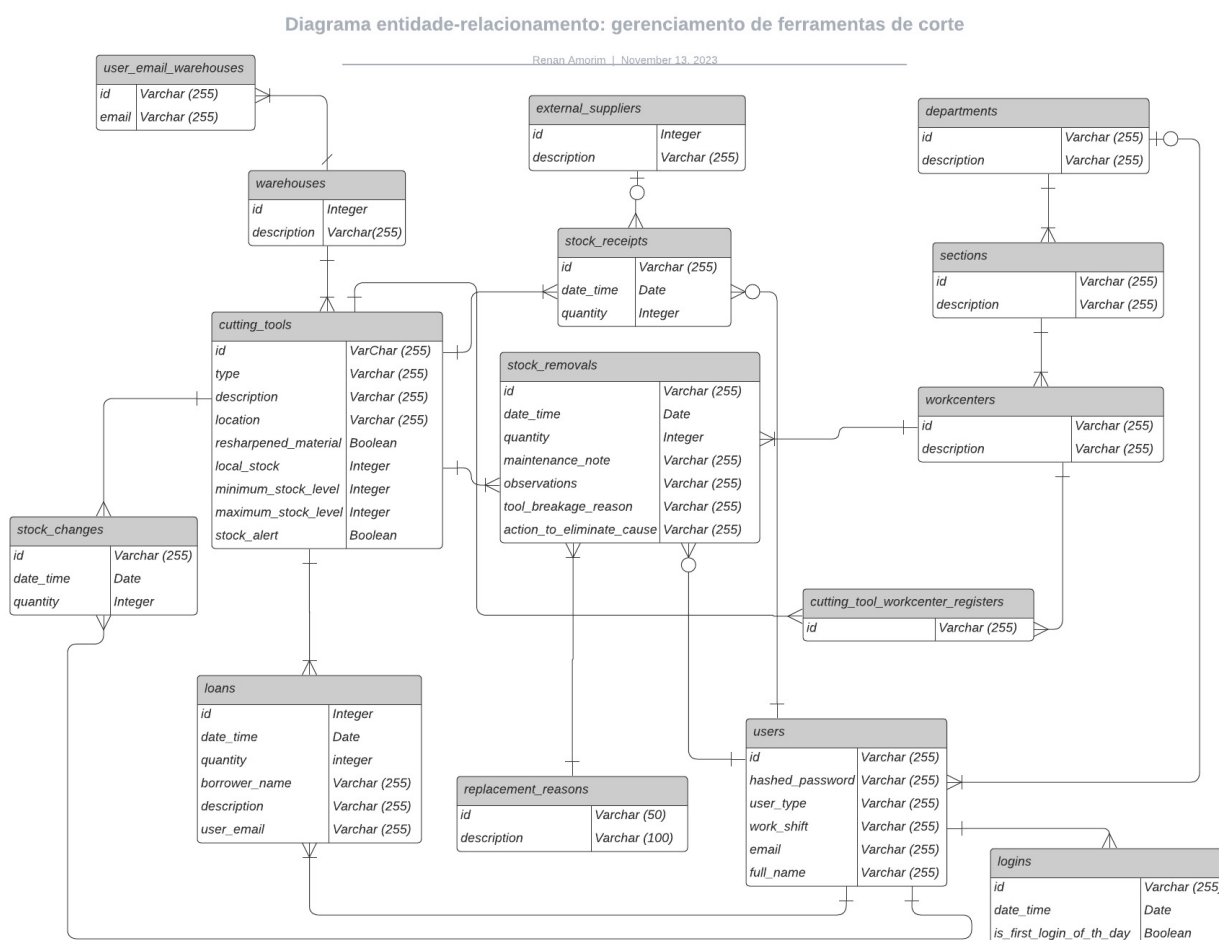 Diagrama entidade-relacionamento: gerenciamento de ferramentas de corte
Renan Amorim | November 13, 2023
user_email_warehouses
id Varchar (255)
email Varchar (255)
external_suppliers
id Integer
description Varchar (255)
departments
id Varchar (255)
description Varchar (255)
warehouses
id Integer
description Varchar(255)
stock_receipts
id Varchar (255)
date_time Date
quantity Integer
sections
id Varchar (255)
description Varchar (255)
cutting_tools
id VarChar (255)
type Varchar (255)
description Varchar (255)
location Varchar (255)
resharpened_material Boolean
local_stock Integer
minimum_stock_level Integer
maximum_stock_level Integer
stock_alert Boolean
stock_removals
id Varchar (255)
date_time Date
quantity Integer
maintenance_note Varchar (255)
observations Varchar (255)
tool_breakage_reason Varchar (255)
action_to_eliminate_cause Varchar (255)
workcenters
id Varchar (255)
description Varchar (255)
stock_changes
id Varchar (255)
date_time Date
quantity Integer
cutting_tool_workcenter_registers
id Varchar (255)
loans
id Integer
date_time Date
quantity integer
borrower_name Varchar (255)
description Varchar (255)
user_email Varchar (255)
replacement_reasons
id Varchar (50)
description Varchar (100)
users
id Varchar (255)
hashed_password Varchar (255)
user_type Varchar (255)
work_shift Varchar (255)
email Varchar (255)
full_name Varchar (255)
logins
id Varchar (255)
date_time Date
is_first_login_of_th_day Boolean